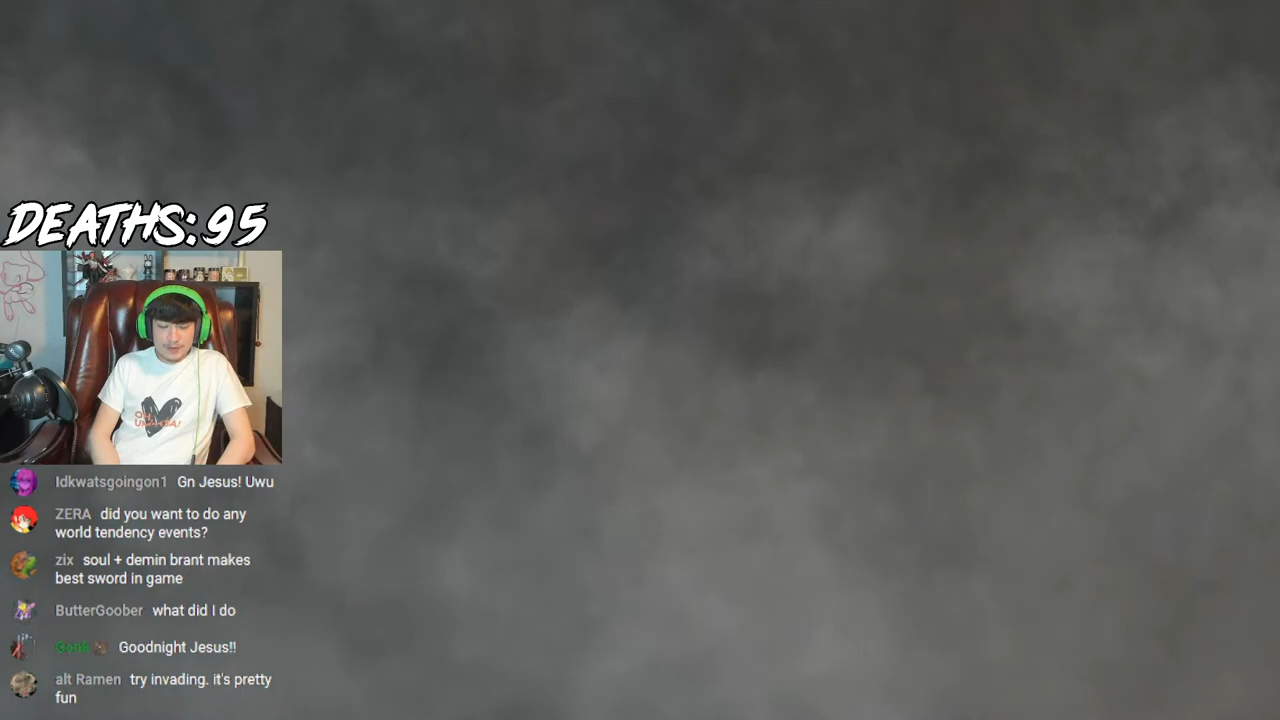 DEATHS:95
Idkwatsgoingon1 Gn Jesus! Uwu
ZERA did you want to do any
world tendency events?
zix soul + demin brant makes
best sword in game
ButterGoober what did I do
Goodnight Jesus!!
alt Ramen try invading. it's pretty
fun